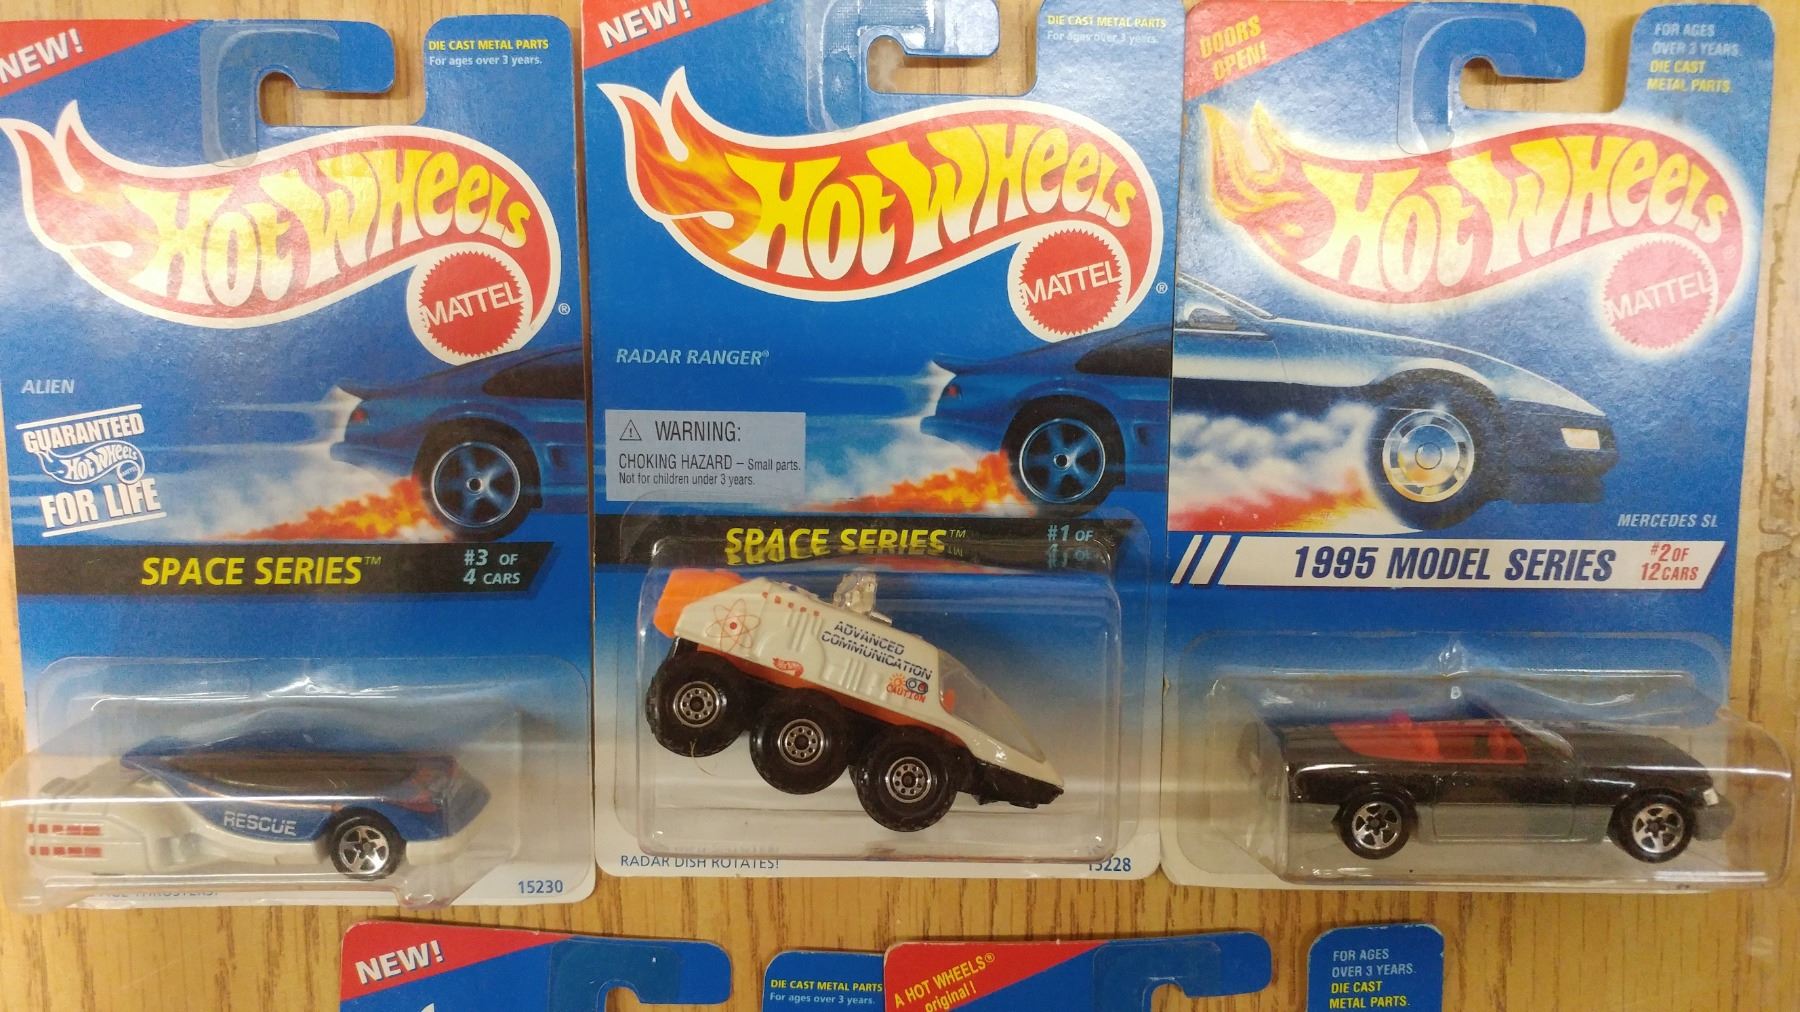 NEW!
DIE CAST METAL PARTS
For ages over 3 years.
HOT WHEELS
MATTEL
®
ALIEN
GUARANTEED
Hot Wheels
FOR LIFE
SPACE SERIES™
#3 OF
4 CARS
RESCUE
15230
NEW!
DIE CAST METAL PARTS
For ages over 3 years.
HOT WHEELS
MATTEL
®
RADAR RANGER®
⚠ WARNING:
CHOKING HAZARD – Small parts.
Not for children under 3 years.
SPACE SERIES™
#1 OF
ADVANCED
COMMUNICATION
CAUTION
RADAR DISH ROTATES!
15228
DOORS
OPEN!
FOR AGES
OVER 3 YEARS
DIE CAST
METAL PARTS
HOT WHEELS
MATTEL
MERCEDES SL
1995 MODEL SERIES
#2 OF
12 CARS
NEW!
DIE CAST METAL PARTS
For ages over 3 years.
A HOT WHEELS®
original!
FOR AGES
OVER 3 YEARS.
DIE CAST
METAL PARTS.